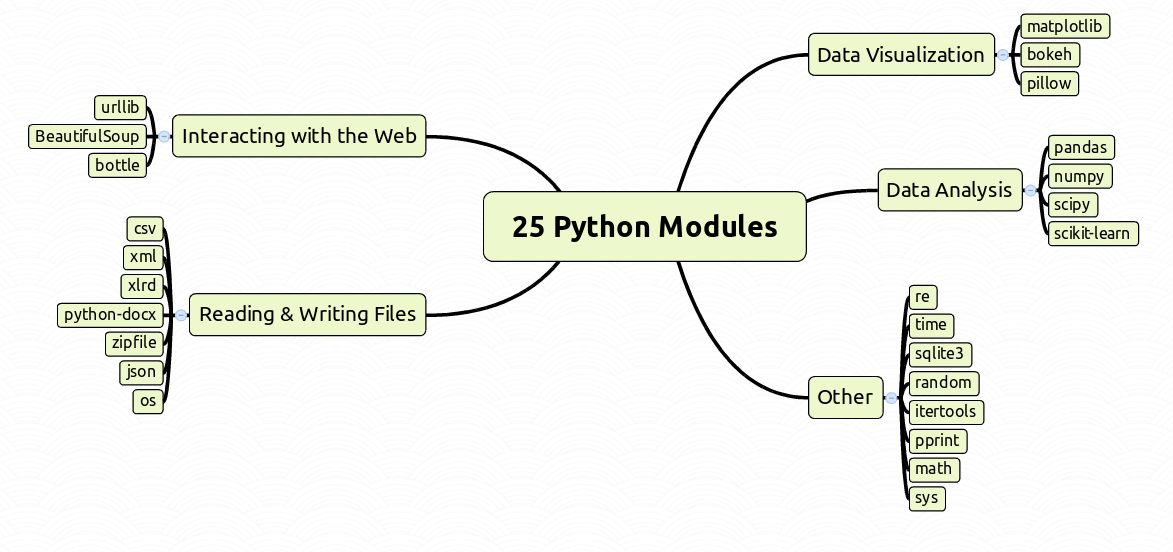 25 Python Modules
Data Visualization
matplotlib
bokeh
pillow
Data Analysis
pandas
numpy
scipy
scikit-learn
Other
re
time
sqlite3
random
itertools
pprint
math
sys
Interacting with the Web
urllib
BeautifulSoup
bottle
Reading & Writing Files
csv
xml
xlrd
python-docx
zipfile
json
os